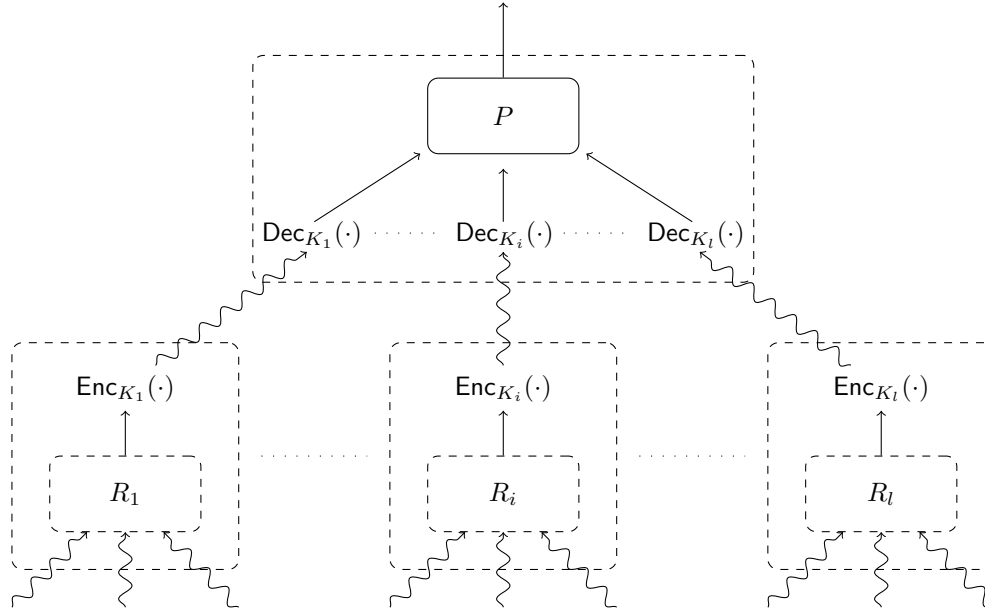 P
Dec_{K_1}(·) Dec_{K_i}(·) Dec_{K_l}(·)
Enc_{K_1}(·) Enc_{K_i}(·) Enc_{K_l}(·)
R_1 R_i R_l